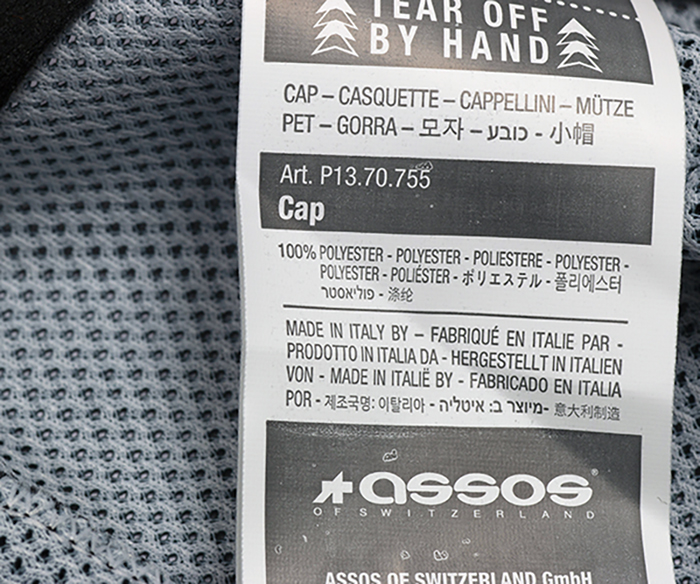 TEAR OFF
BY HAND
CAP – CASQUETTE – CAPPELLINI – MÜTZE
PET – GORRA – 모자 – כובע - 小帽
Art. P13.70.755
Cap
100% POLYESTER - POLYESTER - POLIESTERE - POLYESTER -
POLYESTER - POLIÉSTER - ポリエステル - 폴리에스터
פוליאסטר - 涤纶
MADE IN ITALY BY – FABRIQUÉ EN ITALIE PAR -
PRODOTTO IN ITALIA DA - HERGESTELLT IN ITALIEN
VON - MADE IN ITALIË BY - FABRICADO EN ITALIA
POR - 제조국명: 이탈리아 - מיוצר ב: איטליה- 意大利制造
assos®
OF SWITZERLAND
ASSOS OF SWITZERLAND GmbH